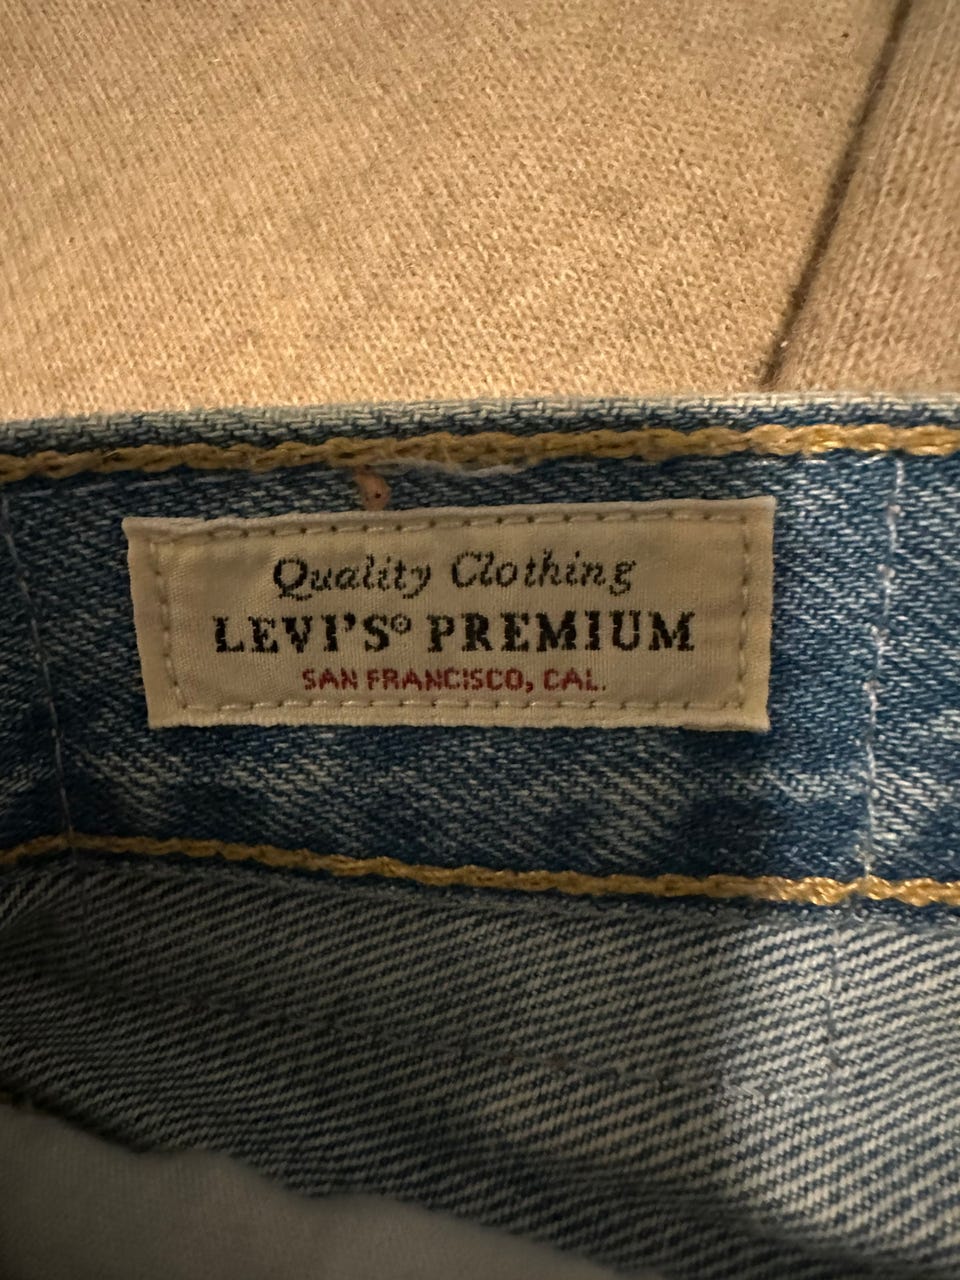 Quality Clothing
LEVI'S® PREMIUM
SAN FRANCISCO, CAL.